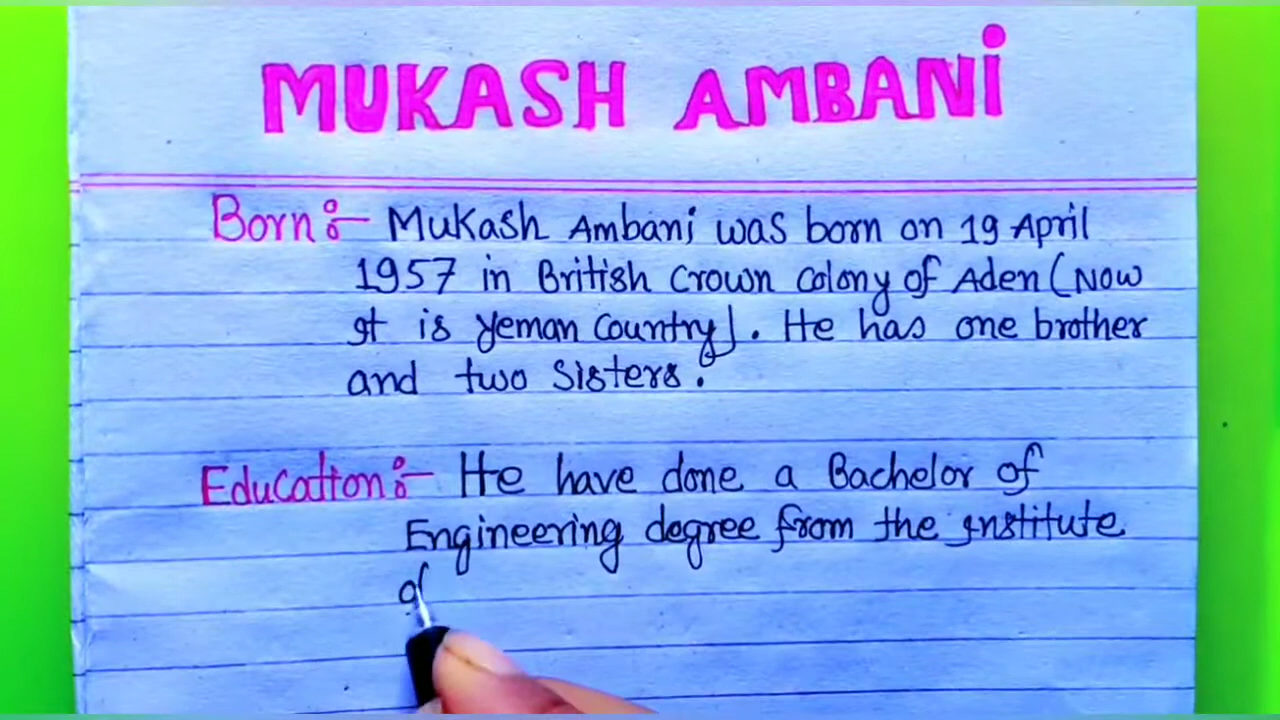 MUKASH AMBANi
Born :- Mukash Ambani was born on 19 April
1957 in British Crown Colony of Aden (Now
It is Yeman Country). He has one brother
and two Sisters.
Education :- He have done a Bachelor of
Engineering degree from the Institute
of